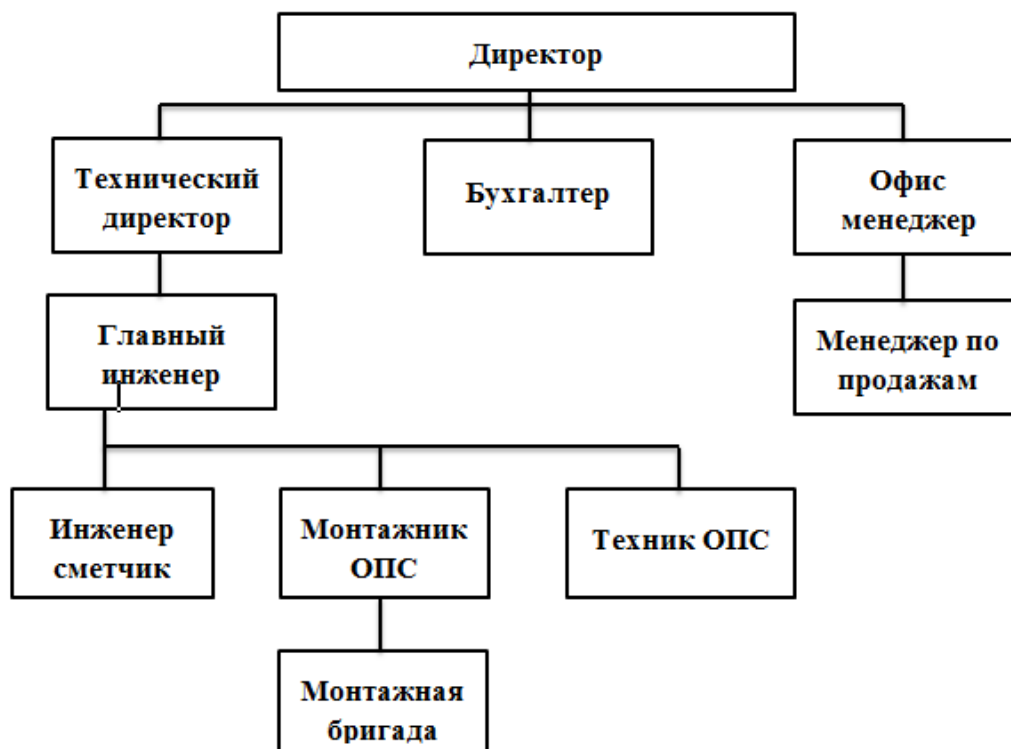 Директор
Технический
директор
Бухгалтер
Офис
менеджер
Главный
инженер
Менеджер по
продажам
Инженер
сметчик
Монтажник
ОПС
Техник ОПС
Монтажная
бригада